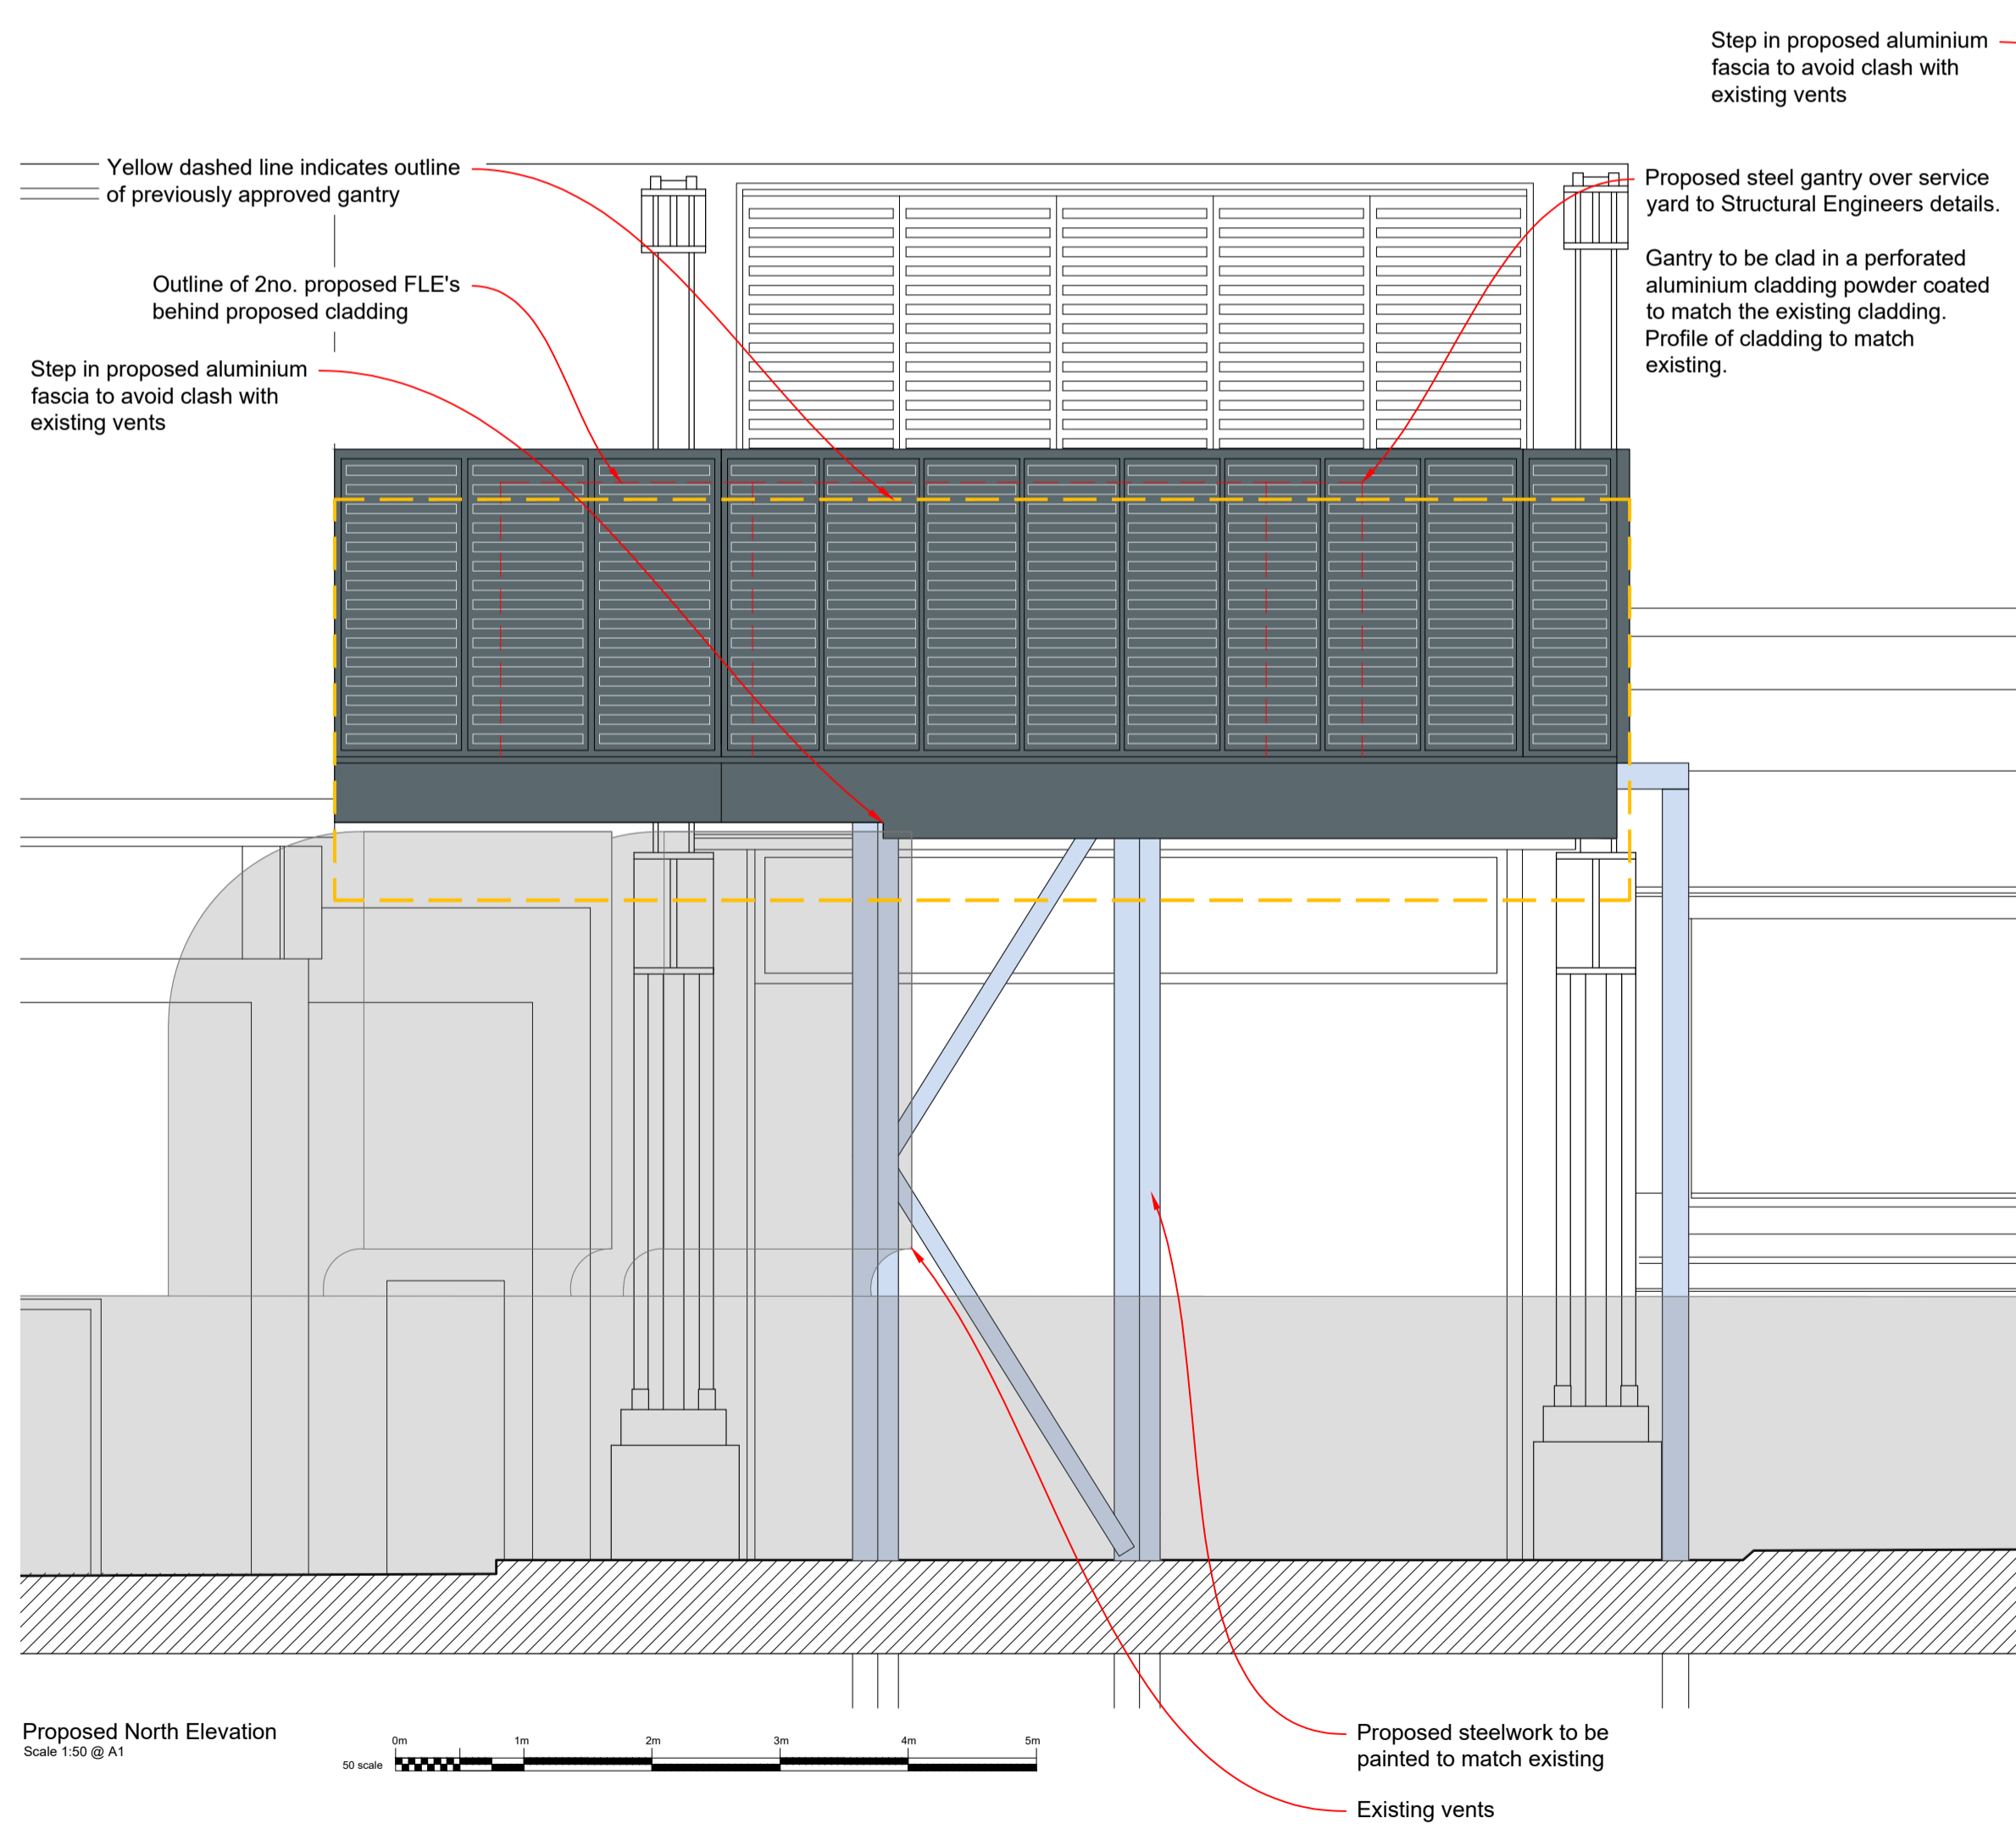 Step in proposed aluminium
fascia to avoid clash with
existing vents
Yellow dashed line indicates outline
of previously approved gantry
Proposed steel gantry over service
yard to Structural Engineers details.
Gantry to be clad in a perforated
aluminium cladding powder coated
to match the existing cladding.
Profile of cladding to match
existing.
Outline of 2no. proposed FLE's
behind proposed cladding
Step in proposed aluminium
fascia to avoid clash with
existing vents
Proposed North Elevation
Scale 1:50 @ A1
50 scale
0m
1m
2m
3m
4m
5m
Proposed steelwork to be
painted to match existing
Existing vents